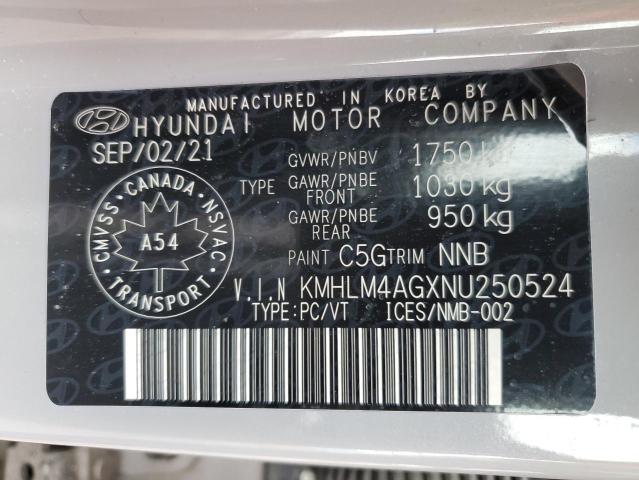 MANUFACTURED IN KOREA BY
HYUNDAI MOTOR COMPANY
SEP/02/21
GVWR/PNBV 1750
TYPE GAWR/PNBE FRONT 1030 kg
GAWR/PNBE REAR 950 kg
PAINT C5G TRIM NNB
CMVSS · CANADA · NSVAC
A54
TRANSPORT
V.I.N KMHLM4AGXNU250524
TYPE:PC/VT ICES/NMB-002